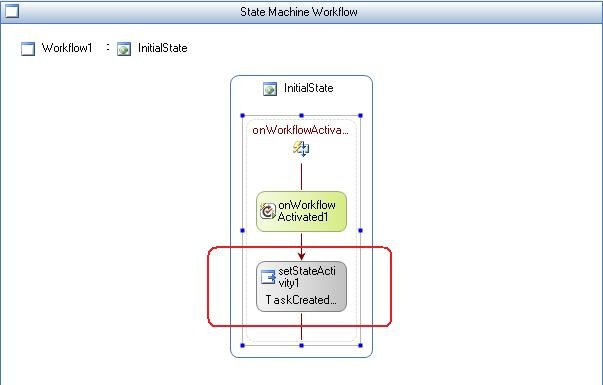 State Machine Workflow
Workflow1 : InitialState
InitialState
onWorkflowActiva...
onWorkflow
Activated1
setStateActi
vity1
TaskCreated...